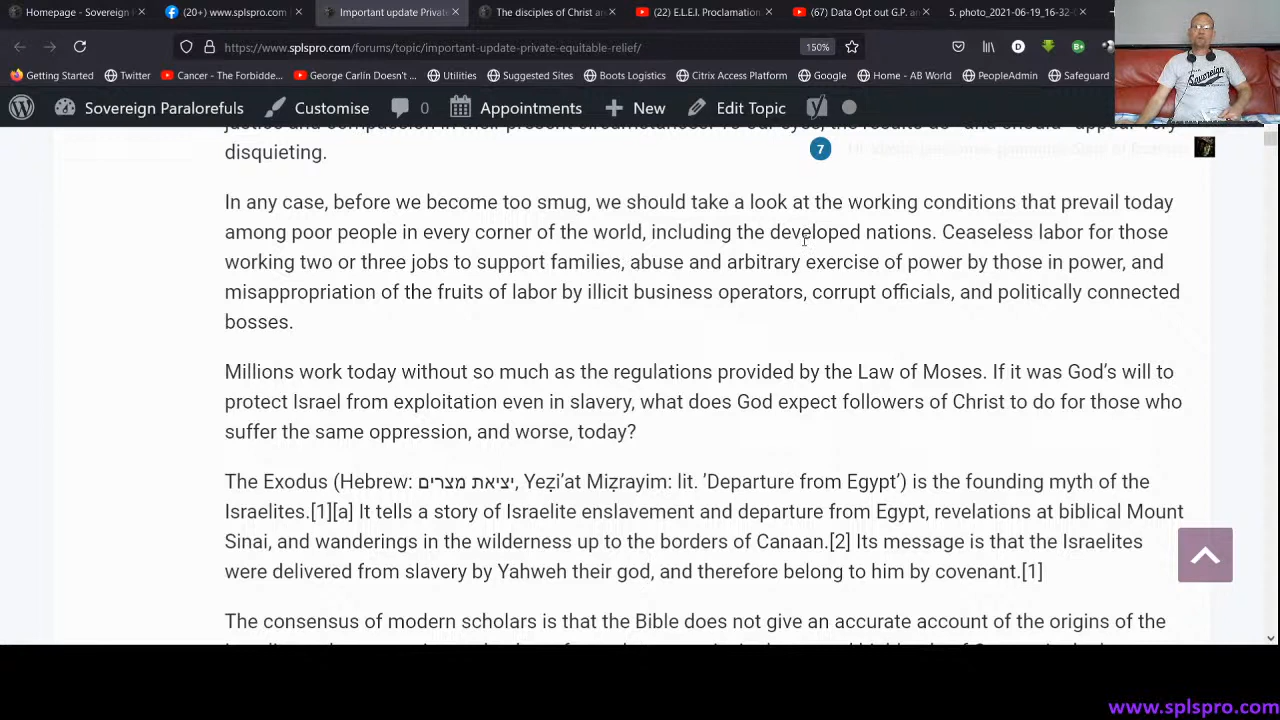 Homepage - Sovereign
(20+) www.splspro.com
Important update Privat
The disciples of Christ ar
(22) E.L.E.I. Proclamation
(67) Data Opt out G.P. an
5. photo_2021-06-19_16-32-0
https://www.splspro.com/forums/topic/important-update-private-equitable-relief/
150%
Getting Started
Twitter
Cancer - The Forbidde...
George Carlin Doesn't...
Utilities
Suggested Sites
Boots Logistics
Citrix Access Platform
Google
Home - AB World
PeopleAdmin
Safeguard
Sovereign Paralorefuls
Customise
0
Appointments
New
Edit Topic
disquieting.
7
In any case, before we become too smug, we should take a look at the working conditions that prevail today
among poor people in every corner of the world, including the developed nations. Ceaseless labor for those
working two or three jobs to support families, abuse and arbitrary exercise of power by those in power, and
misappropriation of the fruits of labor by illicit business operators, corrupt officials, and politically connected
bosses.
Millions work today without so much as the regulations provided by the Law of Moses. If it was God's will to
protect Israel from exploitation even in slavery, what does God expect followers of Christ to do for those who
suffer the same oppression, and worse, today?
The Exodus (Hebrew: יציאת מצרים, Yeẓi'at Miẓrayim: lit. 'Departure from Egypt') is the founding myth of the
Israelites.[1][a] It tells a story of Israelite enslavement and departure from Egypt, revelations at biblical Mount
Sinai, and wanderings in the wilderness up to the borders of Canaan.[2] Its message is that the Israelites
were delivered from slavery by Yahweh their god, and therefore belong to him by covenant.[1]
The consensus of modern scholars is that the Bible does not give an accurate account of the origins of the
www.splspro.com